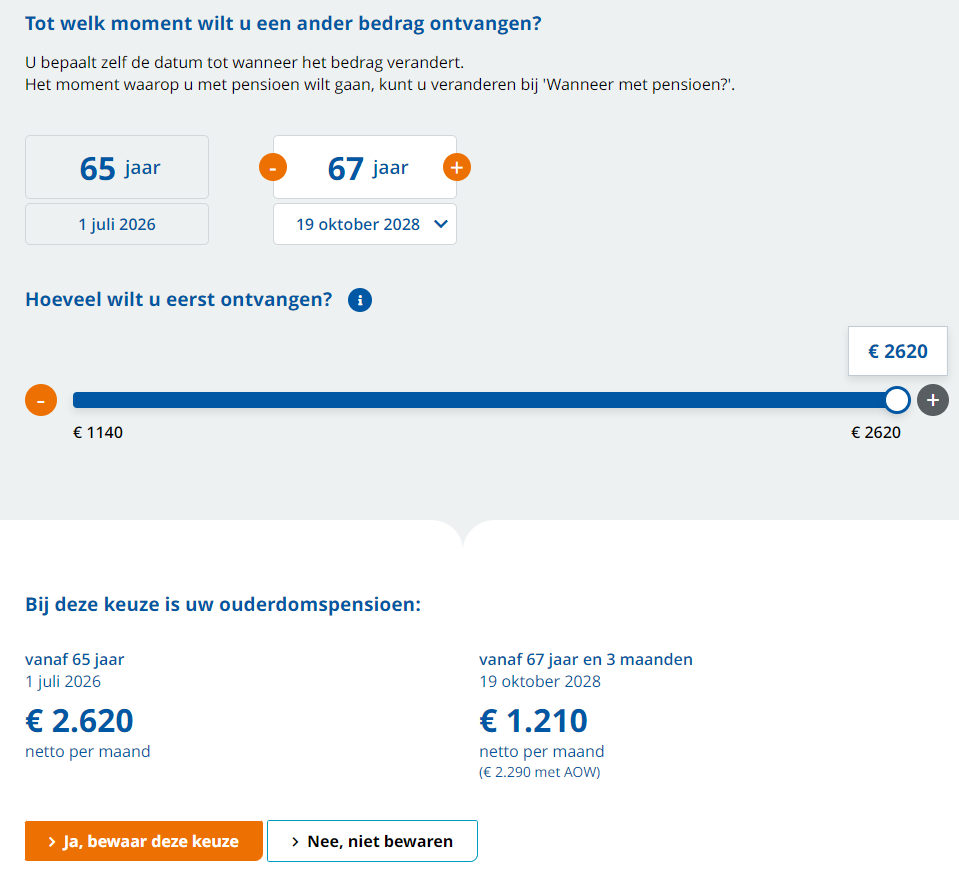 Tot welk moment wilt u een ander bedrag ontvangen?
U bepaalt zelf de datum tot wanneer het bedrag verandert.
Het moment waarop u met pensioen wilt gaan, kunt u veranderen bij 'Wanneer met pensioen?'.
65 jaar
- 67 jaar +
1 juli 2026
19 oktober 2028
Hoeveel wilt u eerst ontvangen? i
€ 2620
- +
€ 1140 € 2620
Bij deze keuze is uw ouderdomspensioen:
vanaf 65 jaar
1 juli 2026
€ 2.620
netto per maand
vanaf 67 jaar en 3 maanden
19 oktober 2028
€ 1.210
netto per maand
(€ 2.290 met AOW)
> Ja, bewaar deze keuze
> Nee, niet bewaren